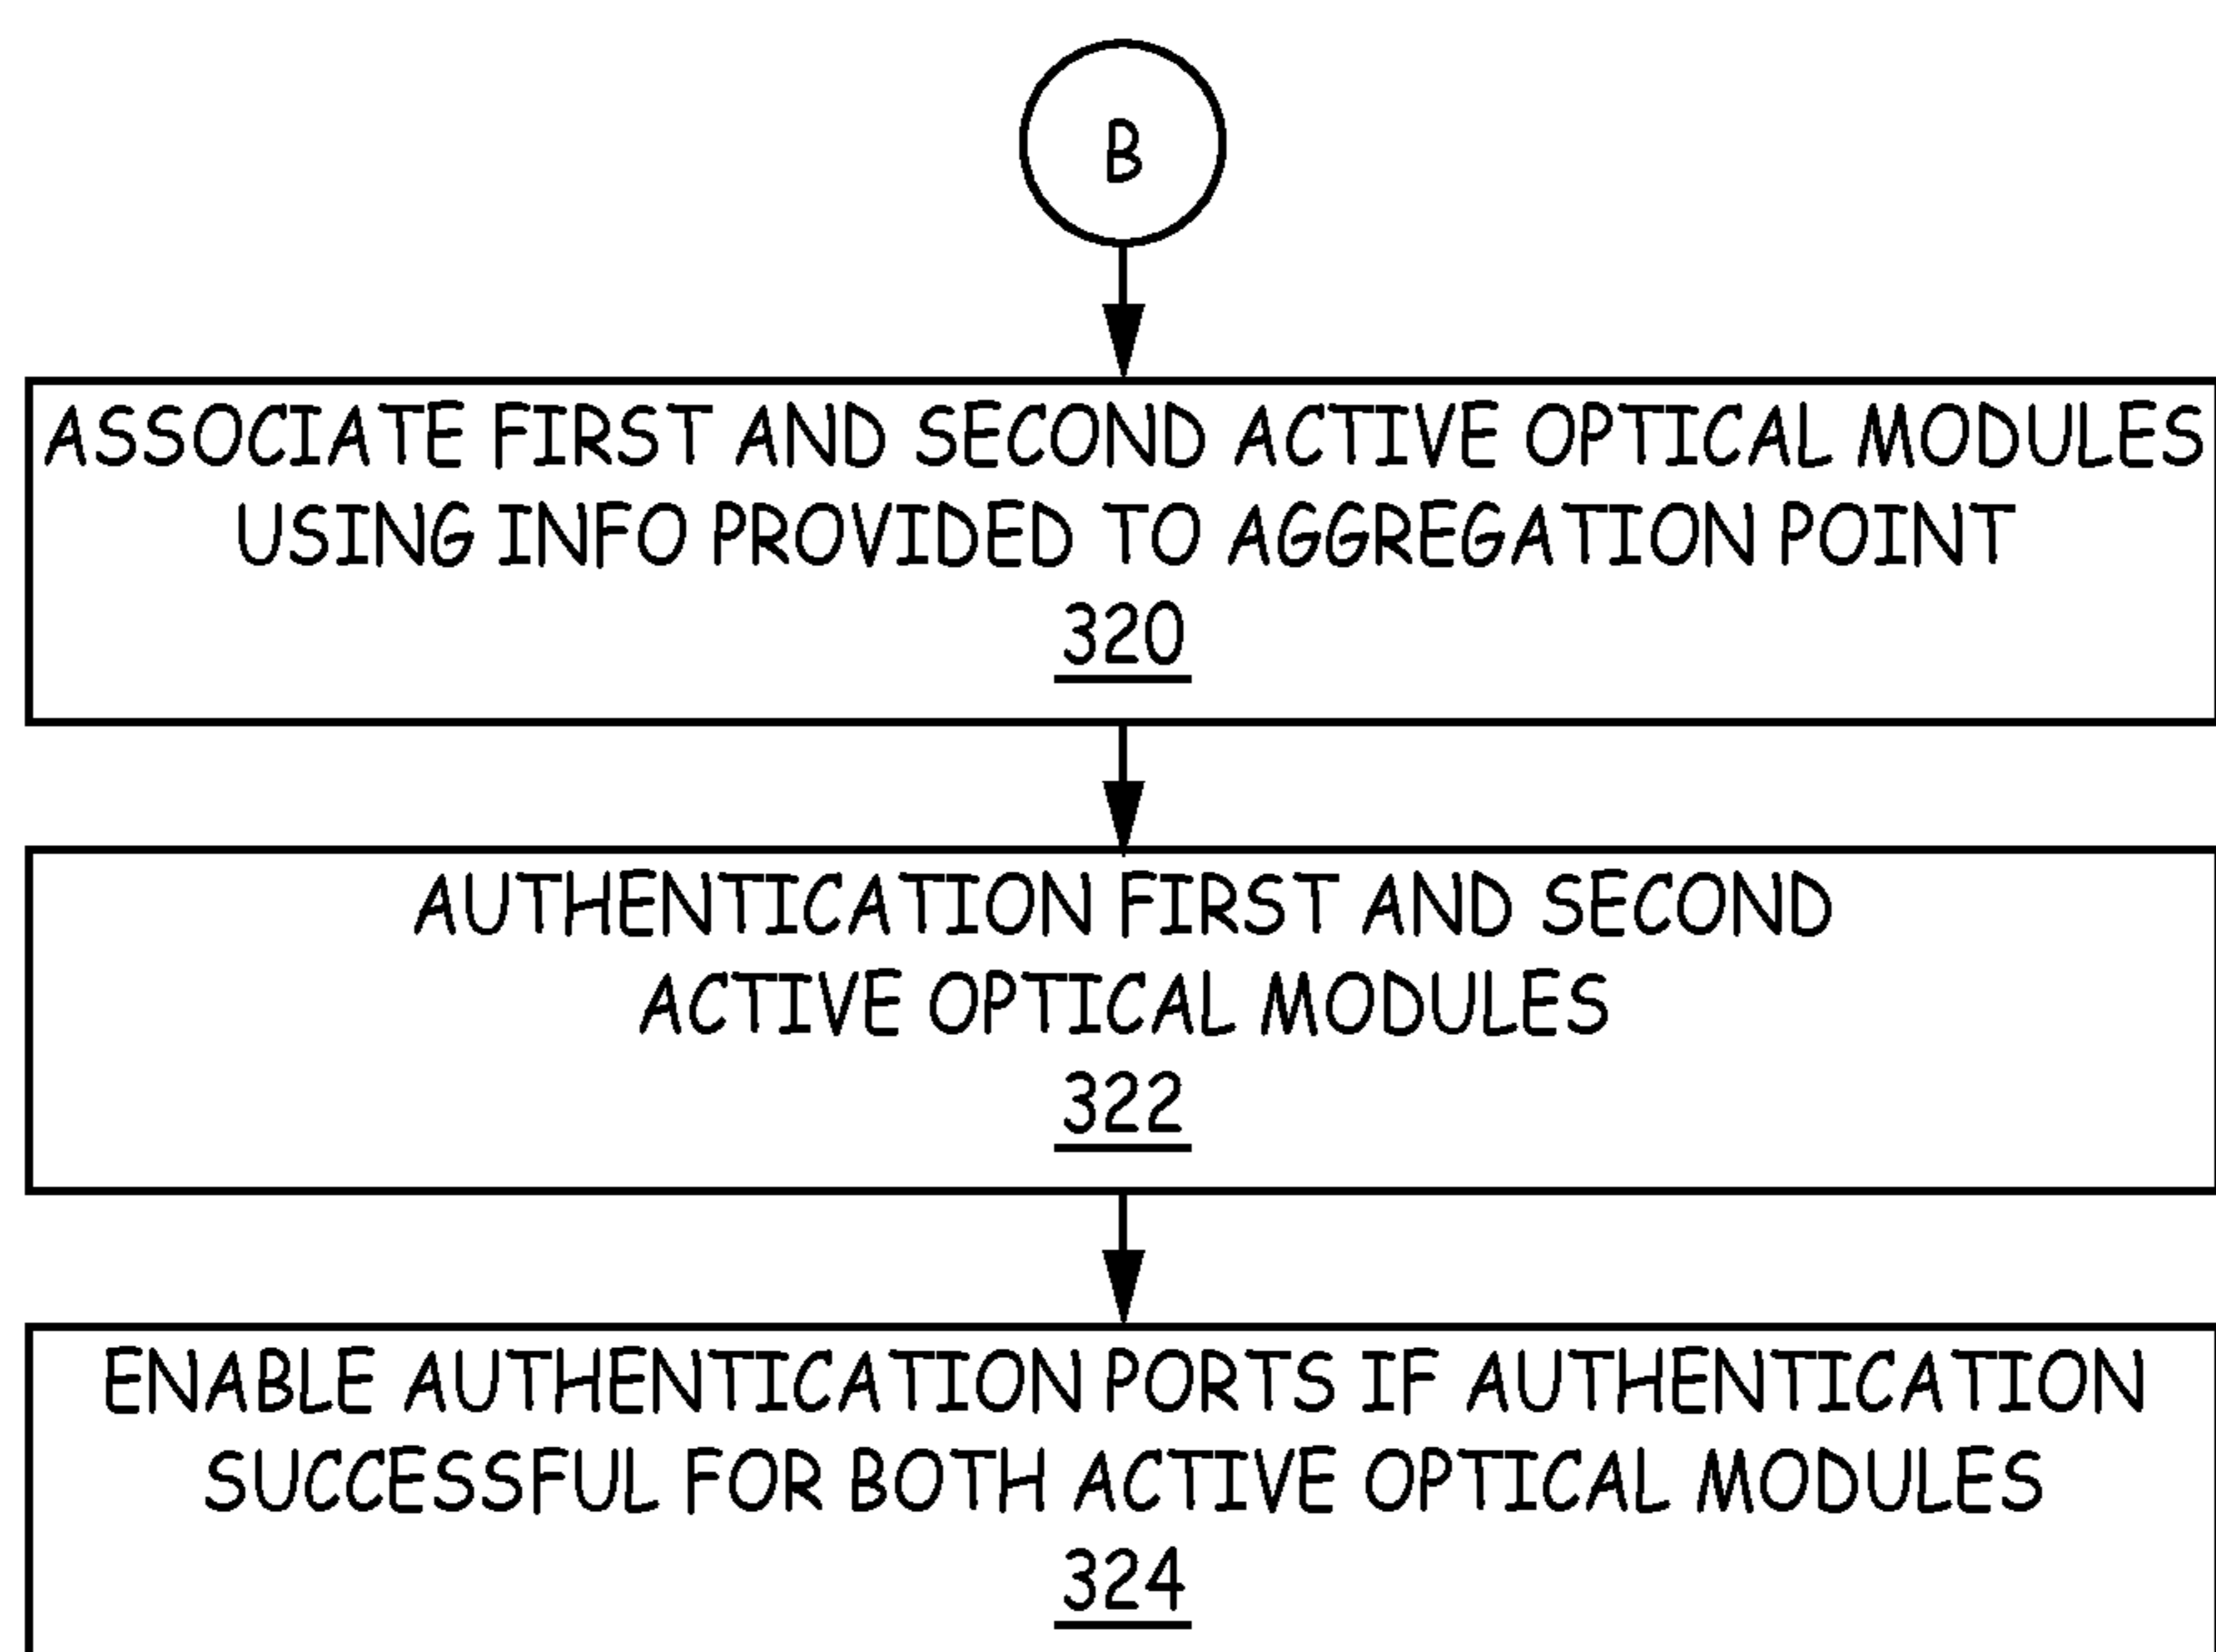 B
ASSOCIATE FIRST AND SECOND ACTIVE OPTICAL MODULES
USING INFO PROVIDED TO AGGREGATION POINT
320
AUTHENTICATION FIRST AND SECOND
ACTIVE OPTICAL MODULES
322
ENABLE AUTHENTICATION PORTS IF AUTHENTICATION
SUCCESSFUL FOR BOTH ACTIVE OPTICAL MODULES
324